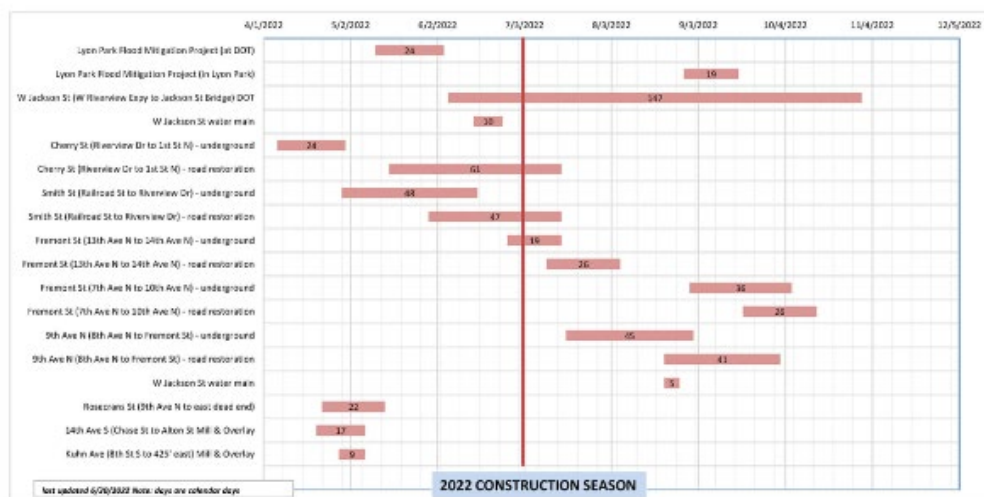 4/1/2022 5/2/2022 6/2/2022 7/3/2022 8/3/2022 9/3/2022 10/4/2022 11/4/2022 12/5/2022
Lyon Park Flood Mitigation Project (at DOT) 24
Lyon Park Flood Mitigation Project (in Lyon Park) 19
W Jackson St (W Riverview Expy to Jackson St Bridge) DOT 147
W Jackson St water main 10
Cherry St (Riverview Dr to 1st St N) - underground 24
Cherry St (Riverview Dr to 1st St N) - road restoration 61
Smith St (Railroad St to Riverview Dr) - underground 48
Smith St (Railroad St to Riverview Dr) - road restoration 47
Fremont St (13th Ave N to 14th Ave N) - underground 19
Fremont St (13th Ave N to 14th Ave N) - road restoration 26
Fremont St (7th Ave N to 10th Ave N) - underground 36
Fremont St (7th Ave N to 10th Ave N) - road restoration 26
9th Ave N (8th Ave N to Fremont St) - underground 45
9th Ave N (8th Ave N to Fremont St) - road restoration 41
W Jackson St water main 5
Rosecrans St (9th Ave N to east dead end) 22
14th Ave S (Chase St to Alton St Mill & Overlay 17
Kuhn Ave (8th St S to 425' east) Mill & Overlay 9
last updated 6/20/2022 Note: days are calendar days
2022 CONSTRUCTION SEASON